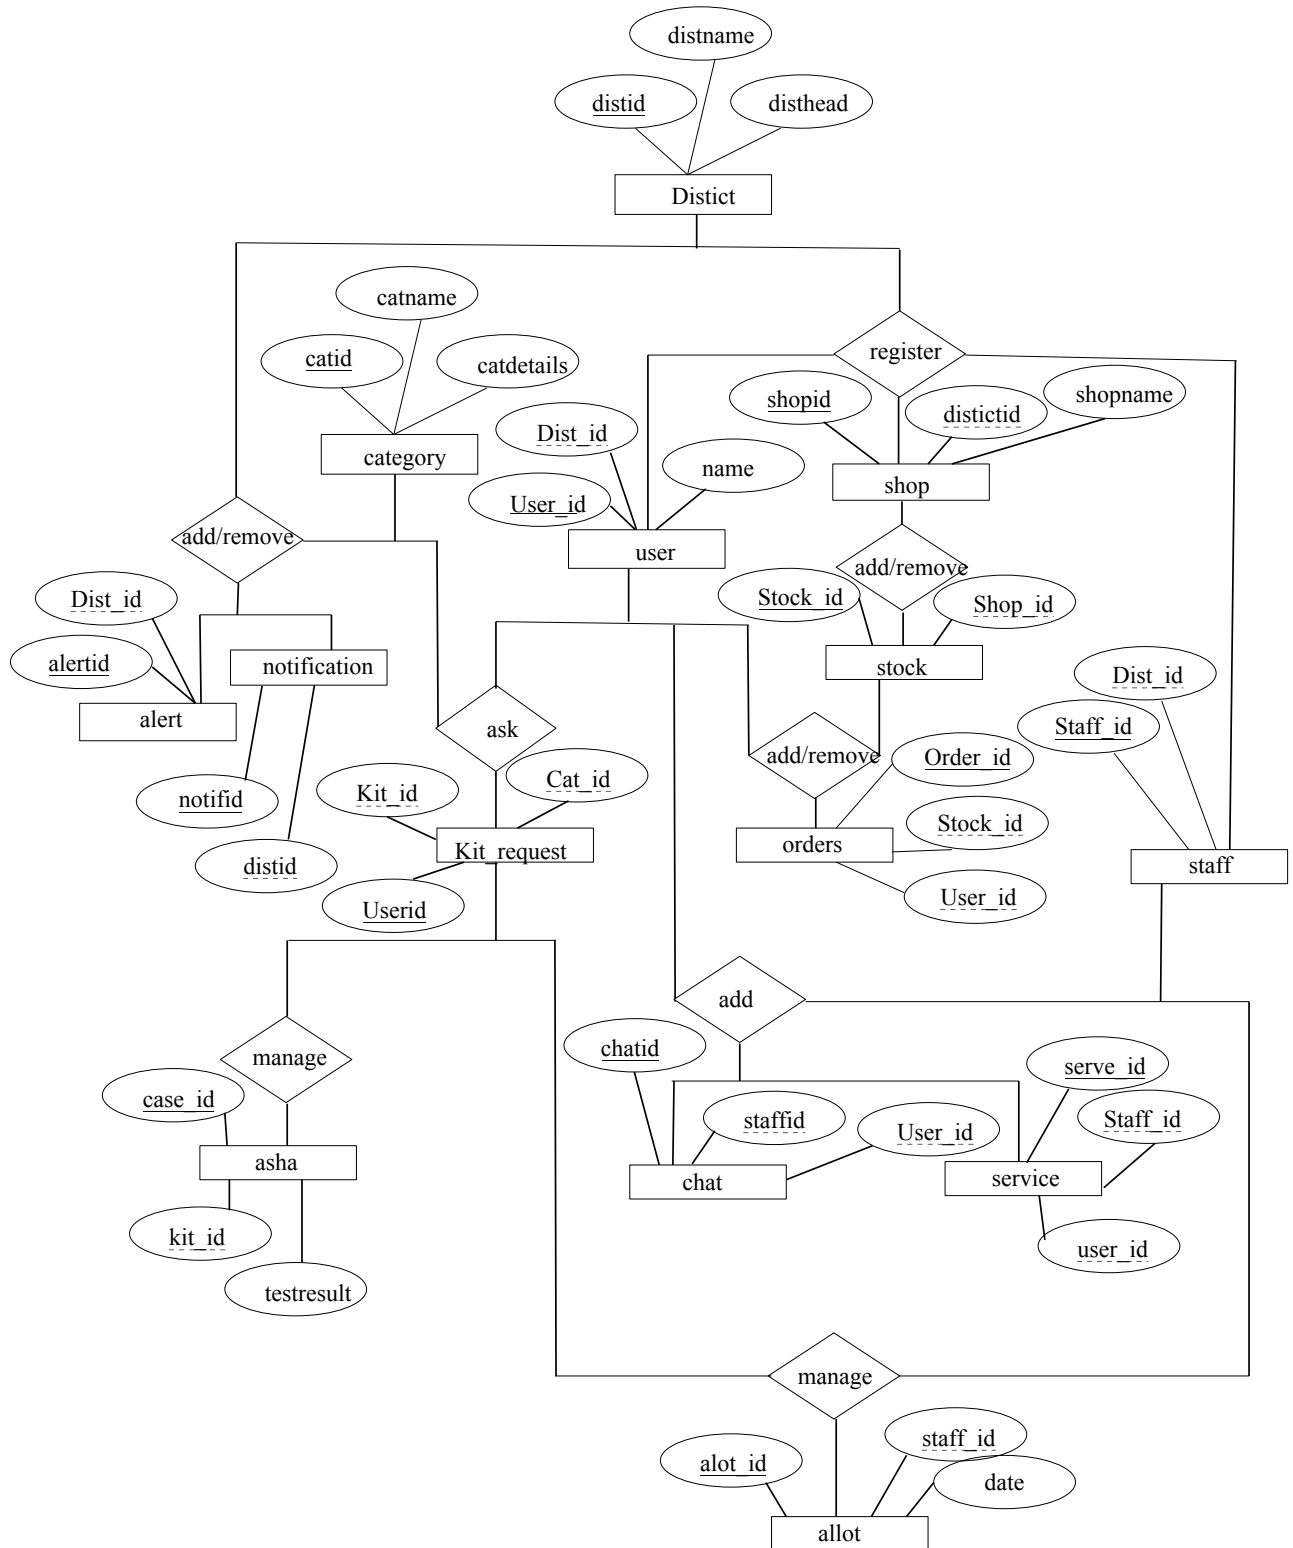 distname
distid
disthead
Distict
catname
catid
catdetails
category
register
shopid
distictid
shopname
shop
Dist_id
User_id
name
user
add/remove
add/remove
Stock_id
Shop_id
stock
Dist_id
alertid
notification
alert
notifid
distid
ask
Kit_id
Cat_id
Kit_request
Userid
add/remove
Order_id
Stock_id
orders
User_id
Dist_id
Staff_id
staff
add
manage
case_id
asha
kit_id
testresult
chatid
staffid
User_id
chat
serve_id
Staff_id
service
user_id
manage
alot_id
staff_id
date
allot